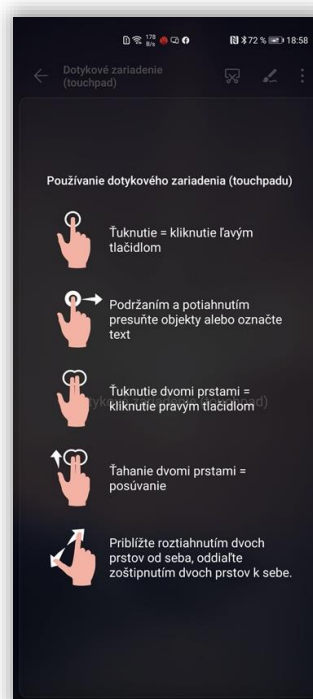 178 B/s 72 % 18:58
Dotykové zariadenie
(touchpad)
Používanie dotykového zariadenia (touchpadu)
Ťuknutie = kliknutie ľavým
tlačidlom
Podržaním a potiahnutím
presuňte objekty alebo označte
text
Ťuknutie dvomi prstami =
kliknutie pravým tlačidlom
Ťahanie dvomi prstami =
posúvanie
Priblížte roztiahnutím dvoch
prstov od seba, oddiaľte
zoštipnutím dvoch prstov k sebe.